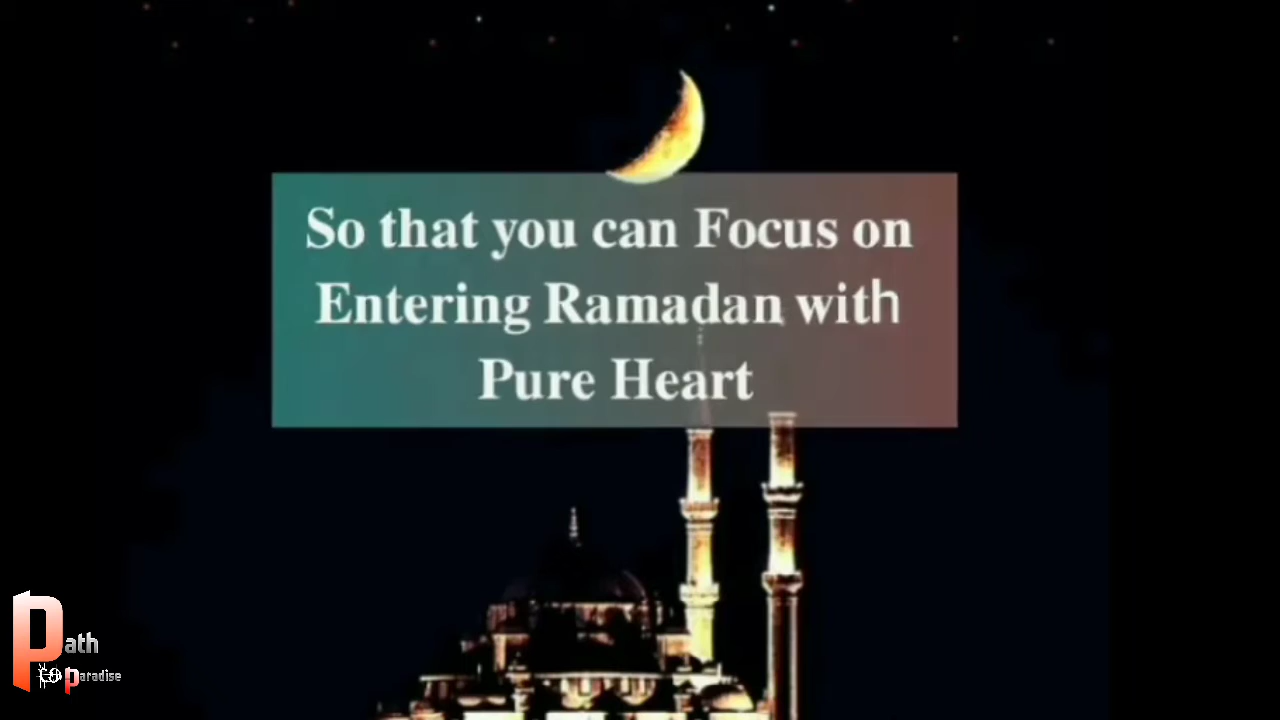 So that you can Focus on
Entering Ramadan with
Pure Heart
Path
to Paradise